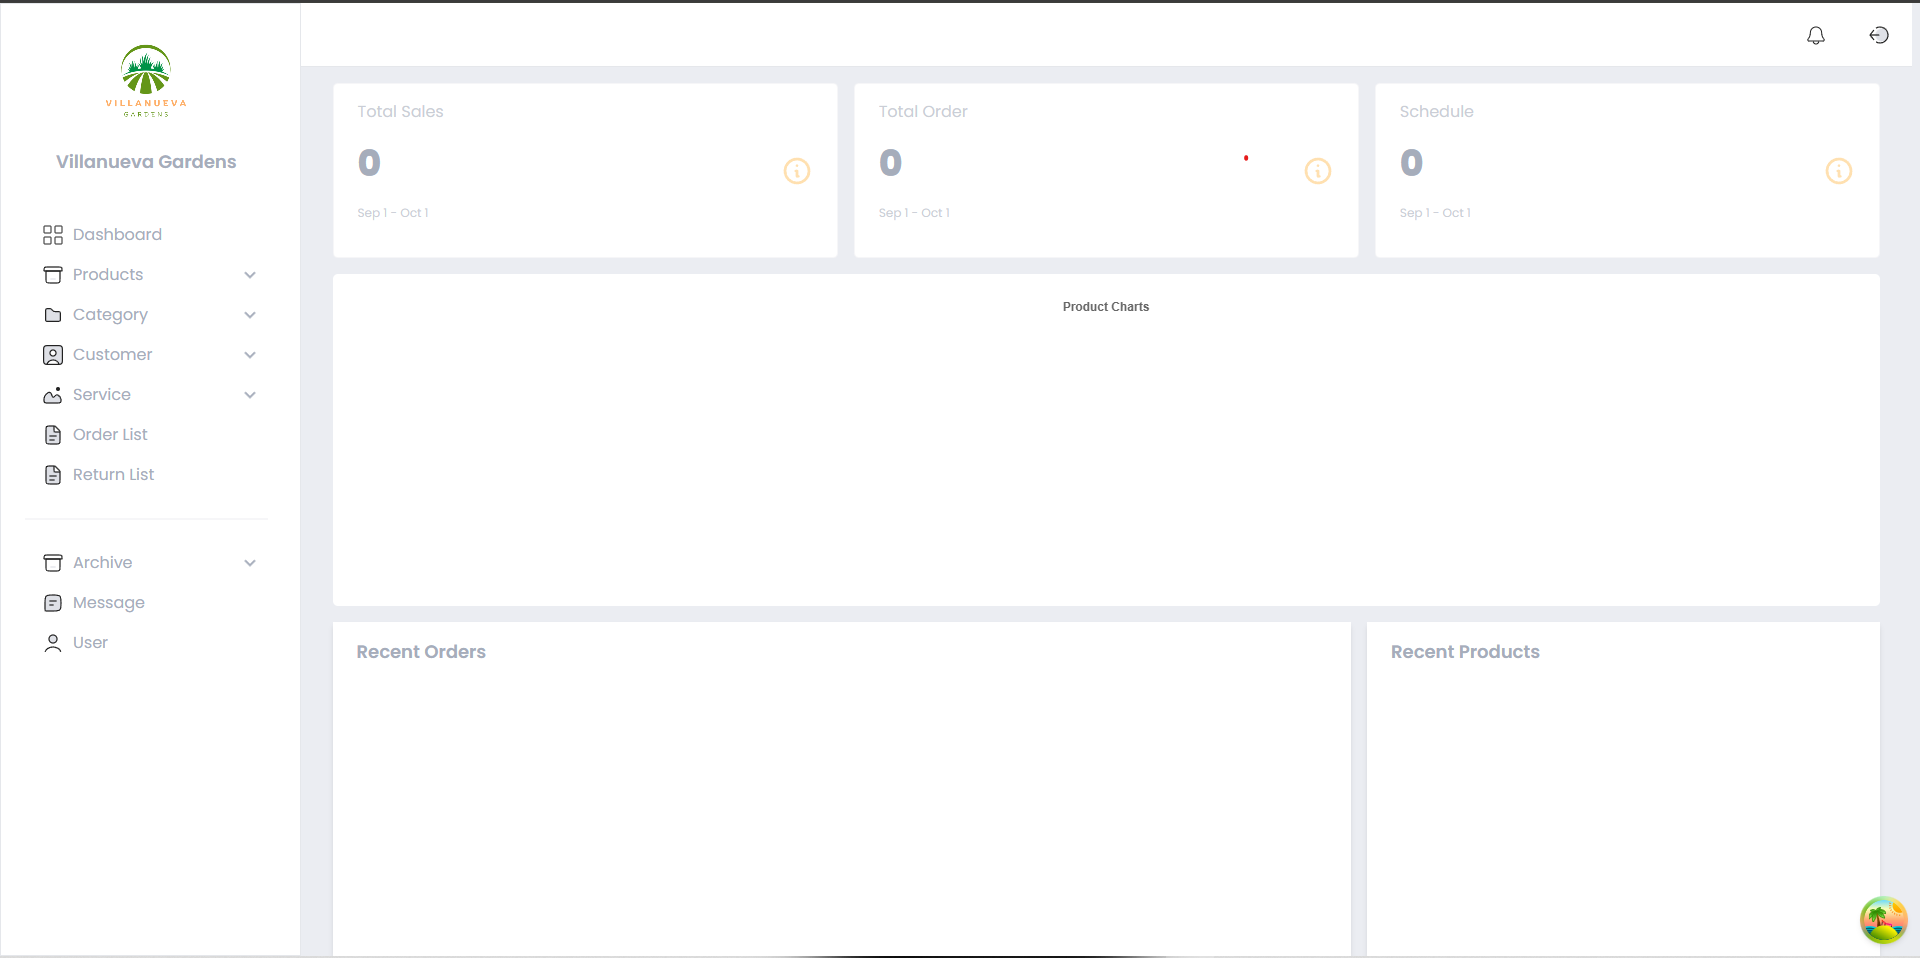 VILLANUEVA
GARDENS
Villanueva Gardens
Dashboard
Products
Category
Customer
Service
Order List
Return List
Archive
Message
User
Total Sales
0
Sep 1 - Oct 1
Total Order
0
Sep 1 - Oct 1
Schedule
0
Sep 1 - Oct 1
Product Charts
Recent Orders
Recent Products